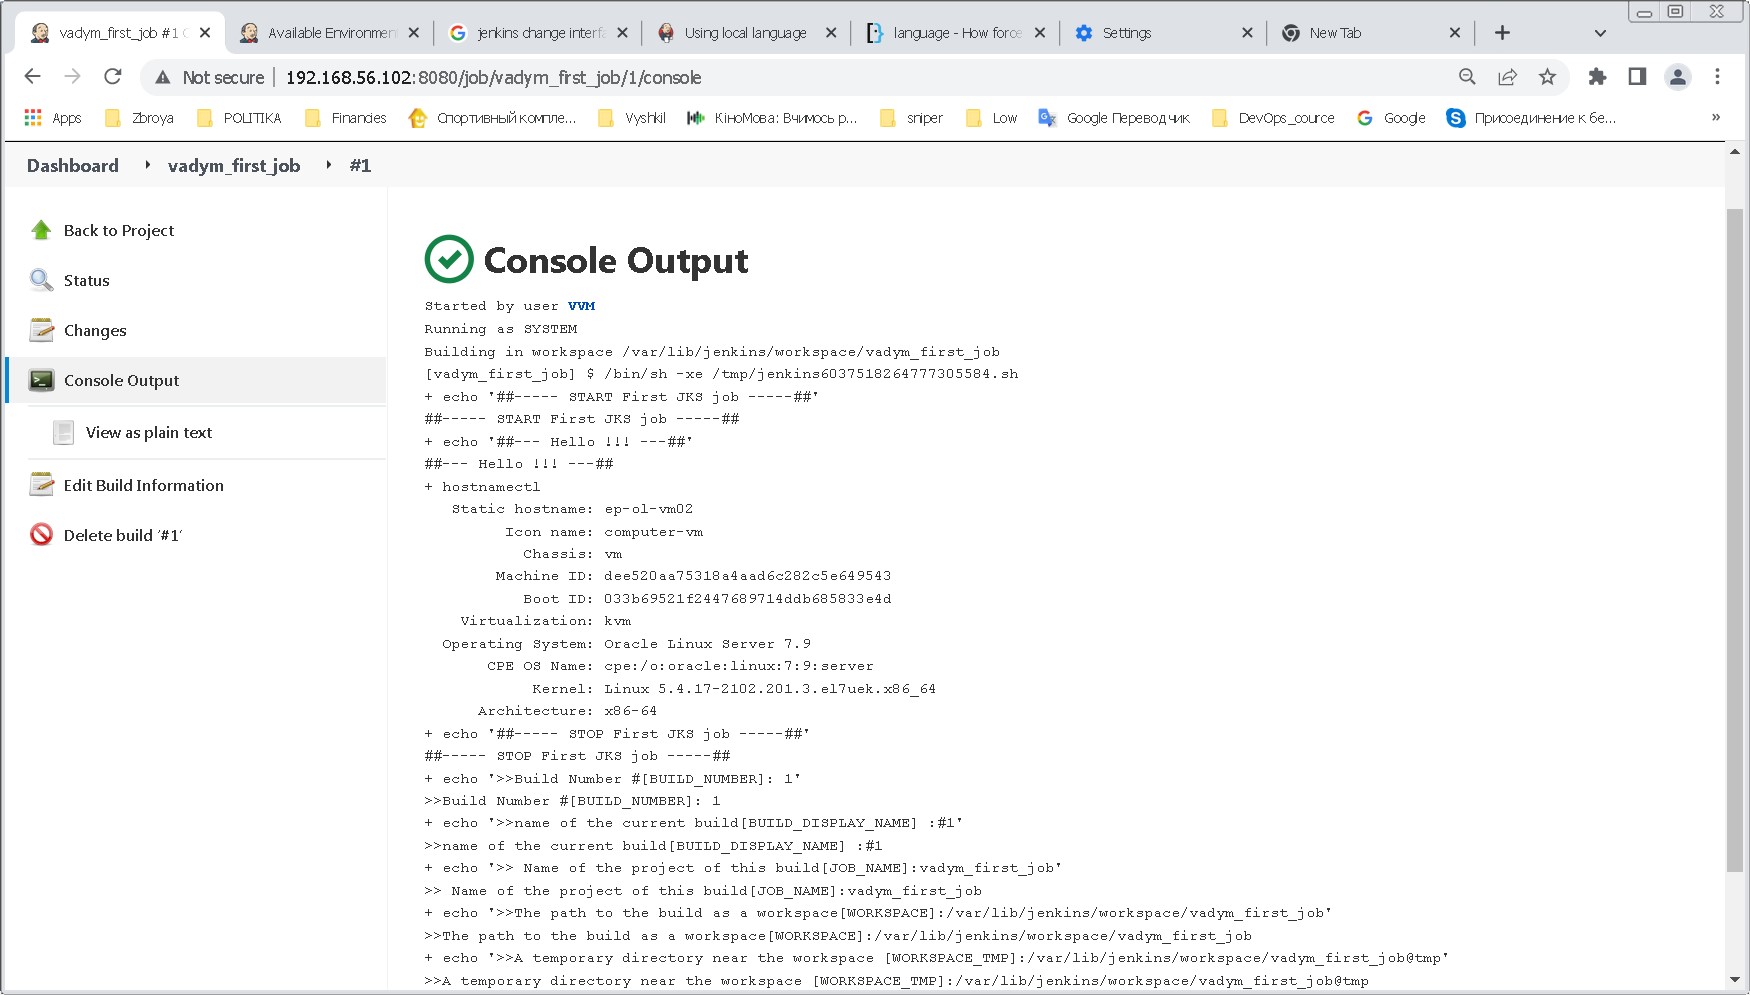 vadym_first_job #1 C
Available Environmen
jenkins change interfa
Using local language
language - How force
Settings
New Tab
Not secure
192.168.56.102:8080/job/vadym_frst_job/1/console
Apps
Zbroya
POLITIKA
Financies
Спортивный компле...
Vyshkil
КіноМова: Вчимось р...
sniper
Low
Google Переводчик
DevOps_cource
Google
Присоединение к бе...
»
Dashboard
vadym_first_job
#1
Back to Project
Status
Changes
Console Output
View as plain text
Edit Build Information
Delete build '#1'
Console Output
Started by user VVM
Running as SYSTEM
Building in workspace /var/lib/jenkins/workspace/vadym_first_job
[vadym_first_job] $ /bin/sh -xe /tmp/jenkins6037518264777305584.sh
+ echo '##----- START First JKS job -----##'
##----- START First JKS job -----##
+ echo '##--- Hello !!! ---##'
##--- Hello !!! ---##
+ hostnamectl
Static hostname: ep-ol-vm02
Icon name: computer-vm
Chassis: vm
Machine ID: dee520aa75318a4aad6c282c5e649543
Boot ID: 033b69521f2447689714ddb685833e4d
Virtualization: kvm
Operating System: Oracle Linux Server 7.9
CPE OS Name: cpe:/o:oracle:linux:7:9:server
Kernel: Linux 5.4.17-2102.201.3.el7uek.x86_64
Architecture: x86-64
+ echo '##----- STOP First JKS job -----##'
##----- STOP First JKS job -----##
+ echo '>>Build Number #[BUILD_NUMBER]: 1'
>>Build Number #[BUILD_NUMBER]: 1
+ echo '>>name of the current build[BUILD_DISPLAY_NAME] :#1'
>>name of the current build[BUILD_DISPLAY_NAME] :#1
+ echo '>> Name of the project of this build[JOB_NAME]:vadym_first_job'
>> Name of the project of this build[JOB_NAME]:vadym_first_job
+ echo '>>The path to the build as a workspace[WORKSPACE]:/var/lib/jenkins/workspace/vadym_first_job'
>>The path to the build as a workspace[WORKSPACE]:/var/lib/jenkins/workspace/vadym_first_job
+ echo '>>A temporary directory near the workspace [WORKSPACE_TMP]:/var/lib/jenkins/workspace/vadym_first_job@tmp'
>>A temporary directory near the workspace [WORKSPACE_TMP]:/var/lib/jenkins/workspace/vadym_first_job@tmp